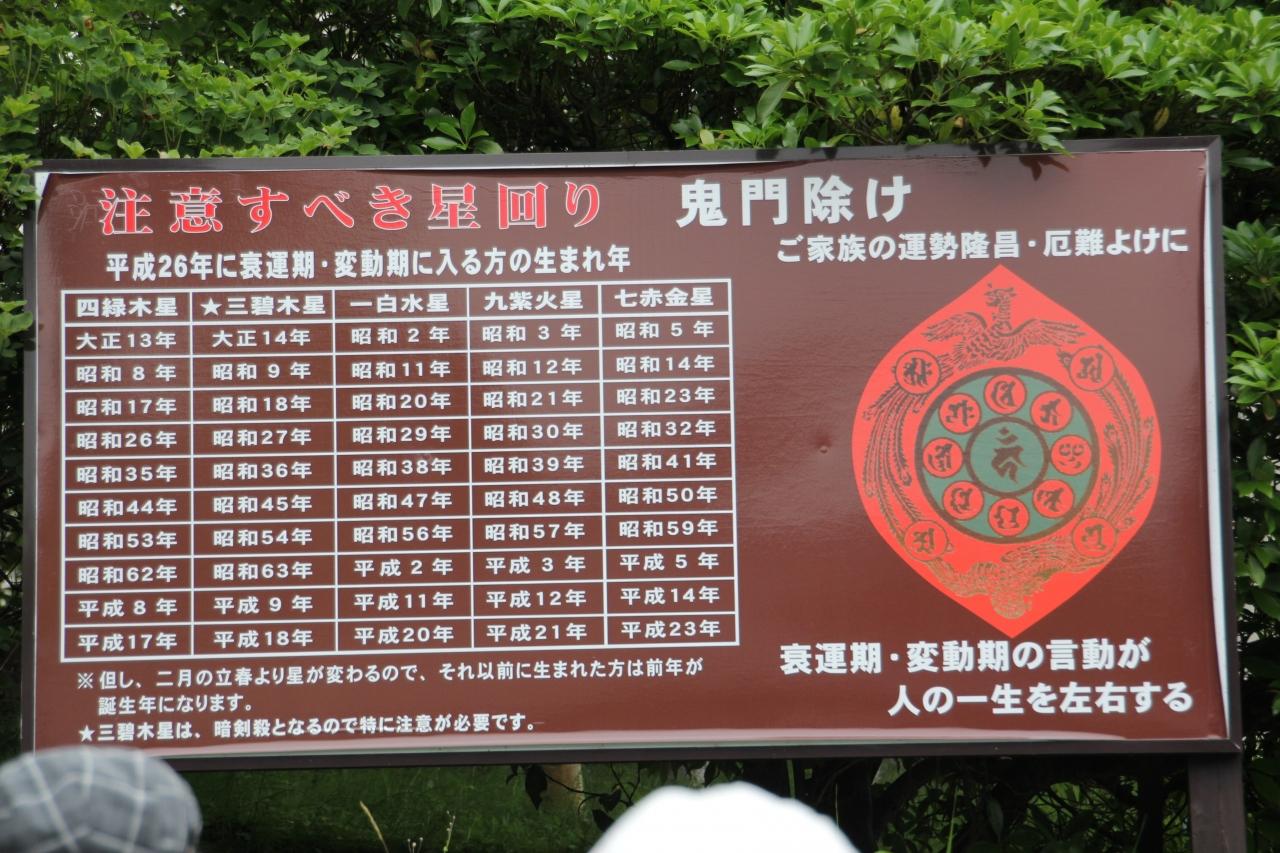 注意すべき星回り
平成26年に衰運期・変動期に入る方の生まれ年
四緑木星 ★三碧木星 一白水星 九紫火星 七赤金星
大正13年 大正14年 昭和 2 年 昭和 3 年 昭和 5 年
昭和 8 年 昭和 9 年 昭和11年 昭和12年 昭和14年
昭和17年 昭和18年 昭和20年 昭和21年 昭和23年
昭和26年 昭和27年 昭和29年 昭和30年 昭和32年
昭和35年 昭和36年 昭和38年 昭和39年 昭和41年
昭和44年 昭和45年 昭和47年 昭和48年 昭和50年
昭和53年 昭和54年 昭和56年 昭和57年 昭和59年
昭和62年 昭和63年 平成 2 年 平成 3 年 平成 5 年
平成 8 年 平成 9 年 平成11年 平成12年 平成14年
平成17年 平成18年 平成20年 平成21年 平成23年
※但し、二月の立春より星が変わるので、それ以前に生まれた方は前年が
誕生年になります。
★三碧木星は、暗剣殺となるので特に注意が必要です。
鬼門除け
ご家族の運勢隆昌・厄難よけに
衰運期・変動期の言動が
人の一生を左右する